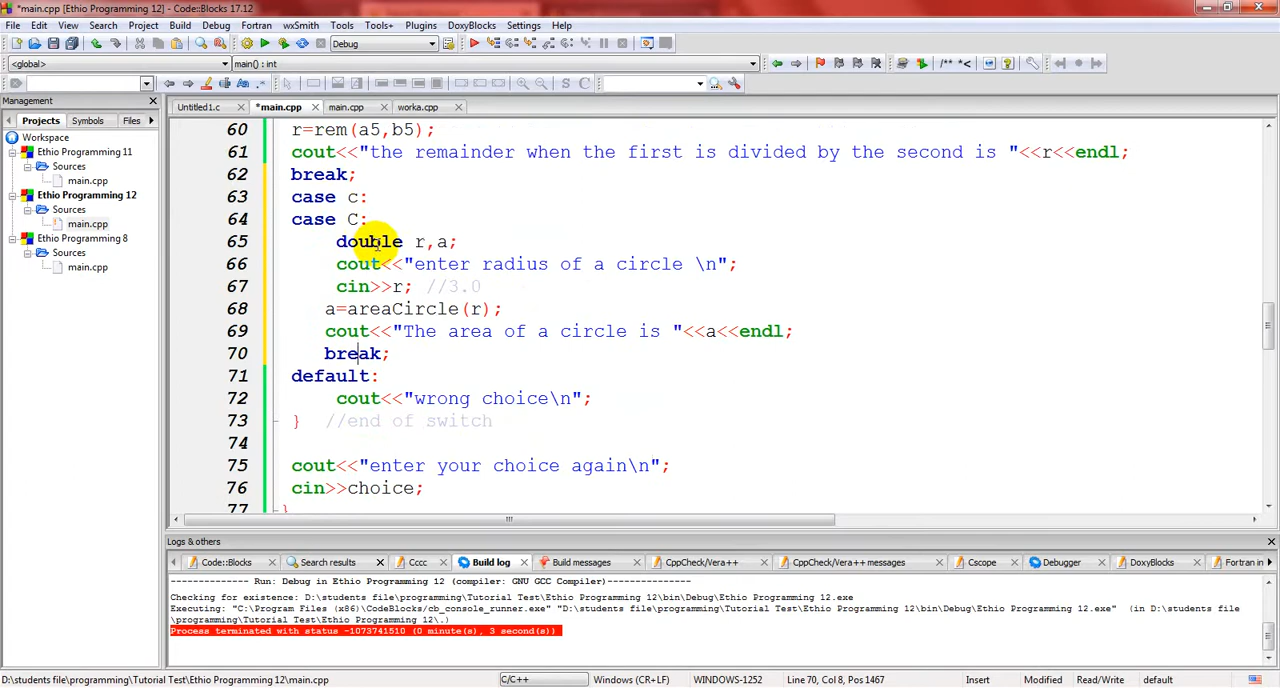 *main.cpp [Ethio Programming 12] - Code::Blocks 17.12
File Edit View Search Project Build Debug Fortran wxSmith Tools Tools+ Plugins DoxyBlocks Settings Help
Debug
<global> main() : int
/** *<
Aa S C
Management
Projects Symbols Files
Untitled1.c *main.cpp main.cpp worka.cpp
Workspace
Ethio Programming 11
Sources
main.cpp
Ethio Programming 12
Sources
main.cpp
Ethio Programming 8
Sources
main.cpp
60 r=rem(a5,b5);
61 cout<<"the remainder when the first is divided by the second is "<<r<<endl;
62 break;
63 case c:
64 case C:
65 double r,a;
66 cout<<"enter radius of a circle \n";
67 cin>>r; //3.0
68 a=areaCircle(r);
69 cout<<"The area of a circle is "<<a<<endl;
70 break;
71 default:
72 cout<<"wrong choice\n";
73 } //end of switch
74
75 cout<<"enter your choice again\n";
76 cin>>choice;
77 }
Logs & others
Code::Blocks Search results Cccc Build log Build messages CppCheck/Vera++ CppCheck/Vera++ messages Cscope Debugger DoxyBlocks Fortran in
-------------- Run: Debug in Ethio Programming 12 (compiler: GNU GCC Compiler)---------------
Checking for existence: D:\students file\programming\Tutorial Test\Ethio Programming 12\bin\Debug\Ethio Programming 12.exe
Executing: "C:\Program Files (x86)\CodeBlocks/cb_console_runner.exe" "D:\students file\programming\Tutorial Test\Ethio Programming 12\bin\Debug\Ethio Programming 12.exe" (in D:\students file
\programming\Tutorial Test\Ethio Programming 12\.)
Process terminated with status -1073741510 (0 minute(s), 3 second(s))
D:\students file\programming\Tutorial Test\Ethio Programming 12\main.cpp C/C++ Windows (CR+LF) WINDOWS-1252 Line 70, Col 8, Pos 1467 Insert Modified Read/Write default